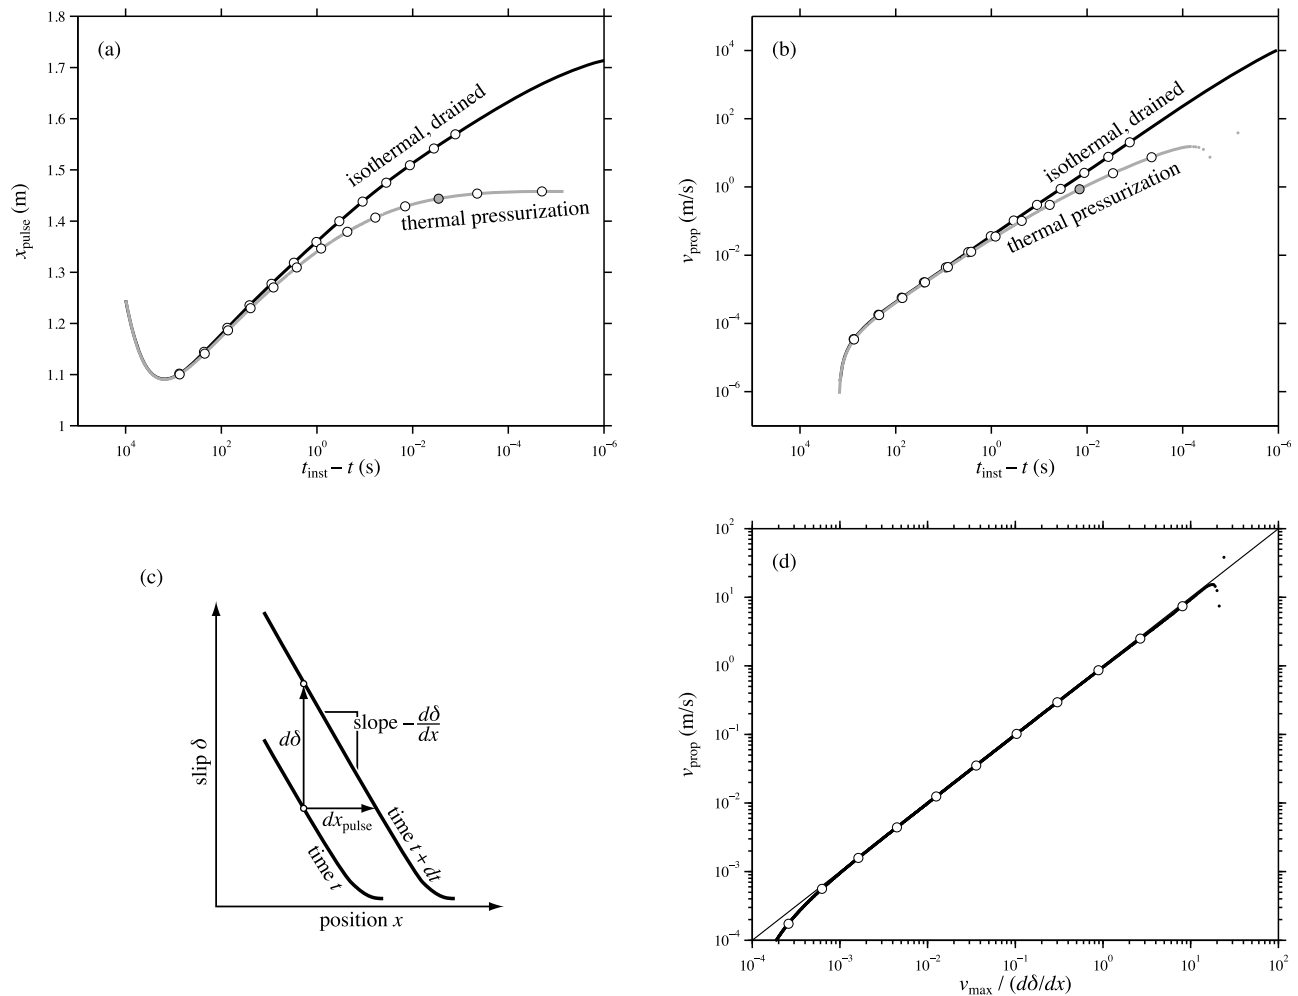 (a)
1.8
1.7
1.6
1.5
1.4
1.3
1.2
1.1
1
x_pulse (m)
isothermal, drained
thermal pressurization
10^4
10^2
10^0
10^-2
10^-4
10^-6
t_inst − t (s)
(b)
10^4
10^2
10^0
10^-2
10^-4
10^-6
v_prop (m/s)
isothermal, drained
thermal pressurization
10^4
10^2
10^0
10^-2
10^-4
10^-6
t_inst − t (s)
(c)
slip δ
dδ
slope − dδ/dx
dx_pulse
time t
time t + dt
position x
(d)
10^2
10^1
10^0
10^-1
10^-2
10^-3
10^-4
v_prop (m/s)
10^-4
10^-3
10^-2
10^-1
10^0
10^1
10^2
v_max / (dδ/dx)